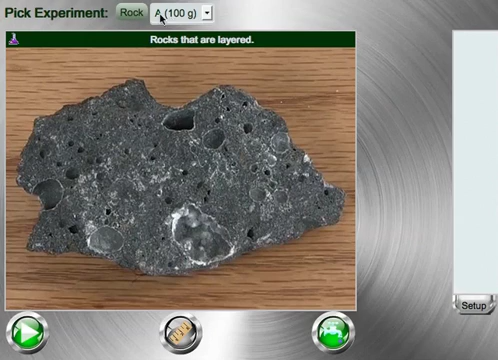 Pick Experiment: Rock A (100 g)
Rocks that are layered.
Setup